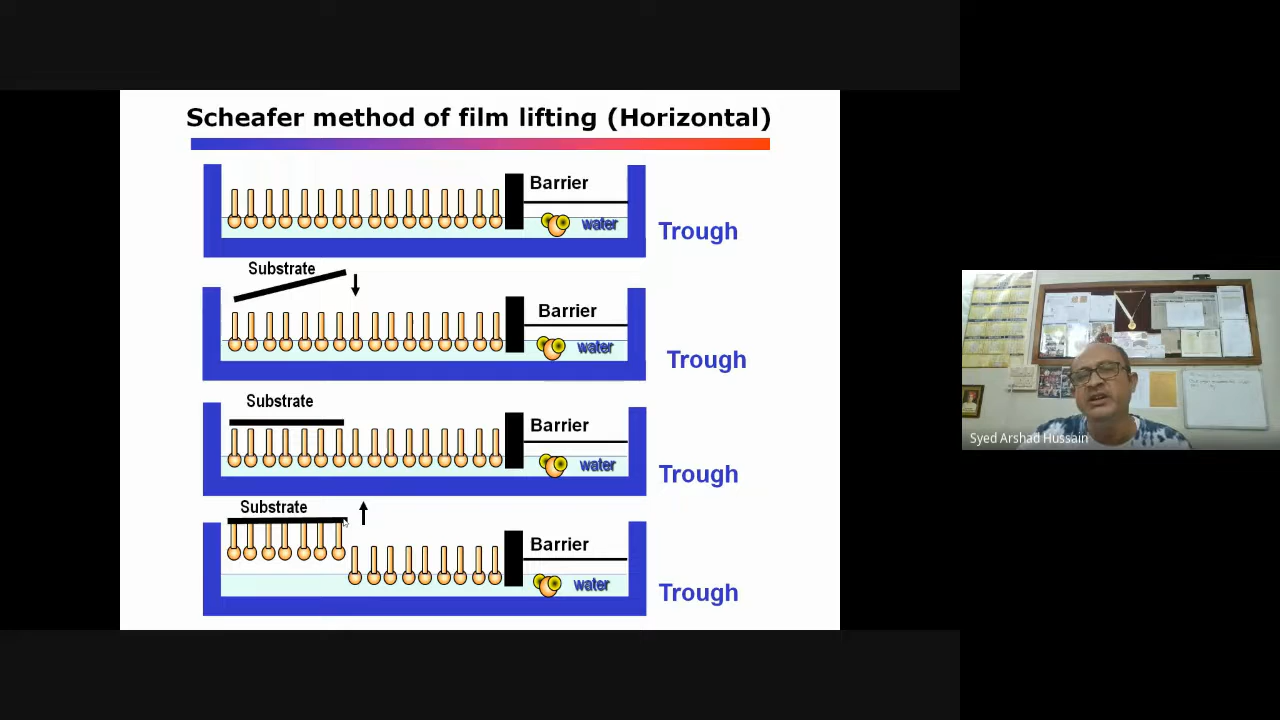 Scheafer method of film lifting (Horizontal)
Barrier
water
Trough
Substrate
Barrier
water
Trough
Substrate
Barrier
water
Trough
Substrate
Barrier
water
Trough
Syed Arshad Hussain